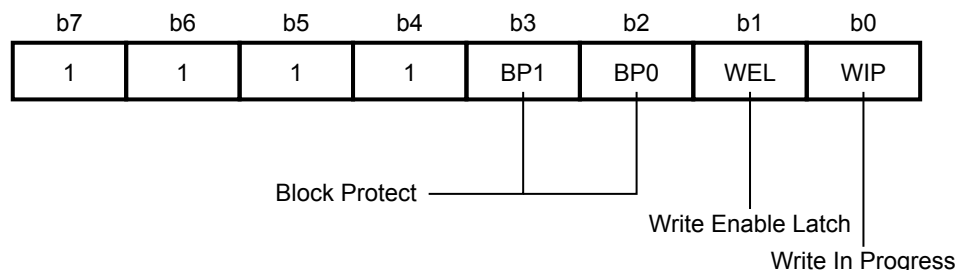 b7 b6 b5 b4 b3 b2 b1 b0
1 1 1 1 BP1 BP0 WEL WIP
Block Protect
Write Enable Latch
Write In Progress